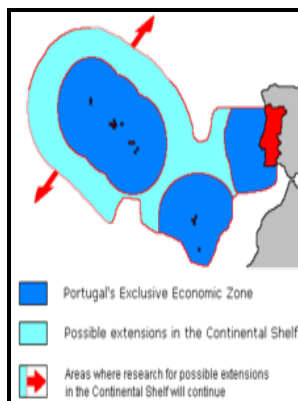 Portugal's Exclusive Economic Zone
Possible extensions in the Continental Shelf
Areas where research for possible extensions
in the Continental Shelf will continue